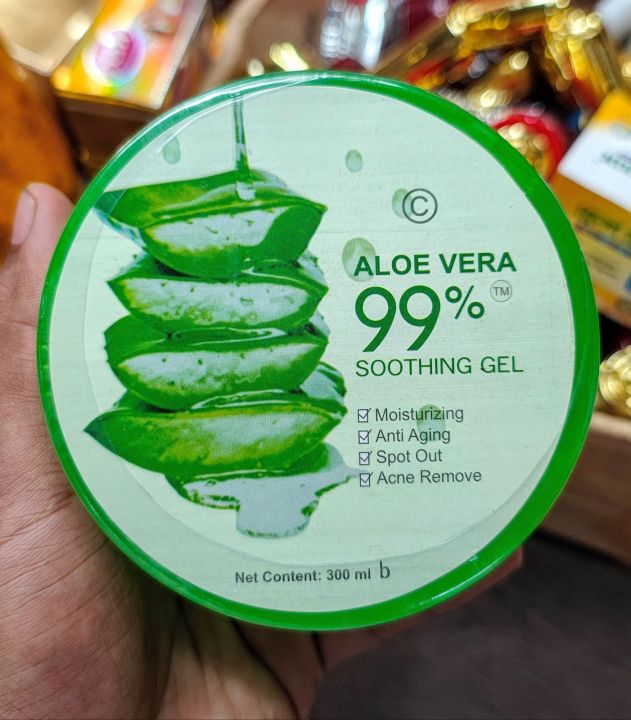 ©
ALOE VERA
99% TM
SOOTHING GEL
☑ Moisturizing
☑ Anti Aging
☑ Spot Out
☑ Acne Remove
Net Content: 300 ml b